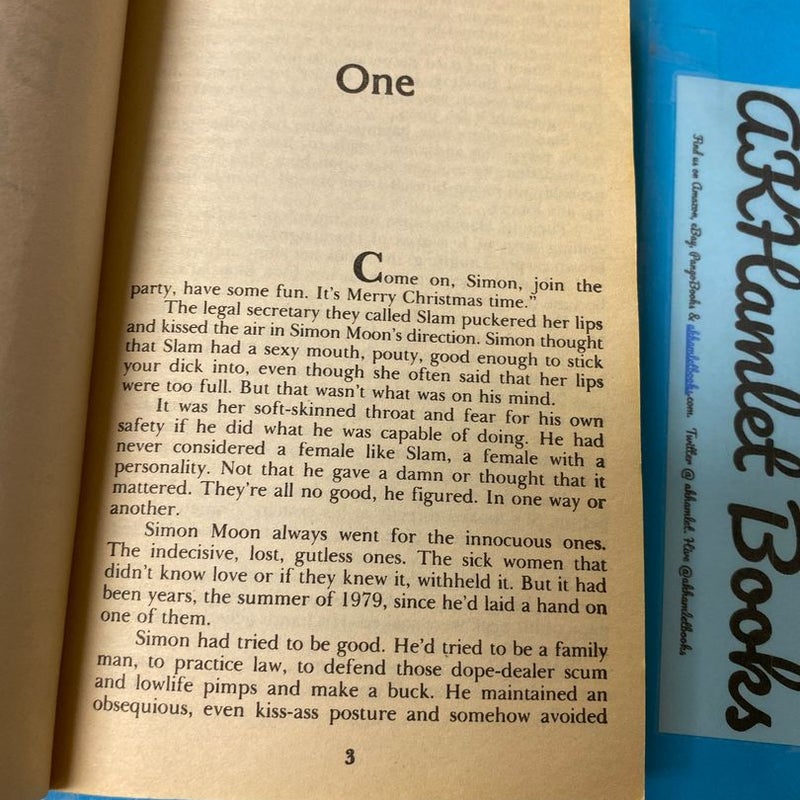 One
Come on, Simon, join the
party, have some fun. It's Merry Christmas time."
The legal secretary they called Slam puckered her lips
and kissed the air in Simon Moon's direction. Simon thought
that Slam had a sexy mouth, pouty, good enough to stick
your dick into, even though she often said that her lips
were too full. But that wasn't what was on his mind.
It was her soft-skinned throat and fear for his own
safety if he did what he was capable of doing. He had
never considered a female like Slam, a female with a
personality. Not that he gave a damn or thought that it
mattered. They're all no good, he figured. In one way or
another.
Simon Moon always went for the innocuous ones.
The indecisive, lost, gutless ones. The sick women that
didn't know love or if they knew it, withheld it. But it had
been years, the summer of 1979, since he'd laid a hand on
one of them.
Simon had tried to be good. He'd tried to be a family
man, to practice law, to defend those dope-dealer scum
and lowlife pimps and make a buck. He maintained an
obsequious, even kiss-ass posture and somehow avoided
3
AKHamlet Books
Find us on Amazon, eBay, PangoBooks & akhamletbooks.com. Twitter @ akhamlet. Hive @akhamletbooks